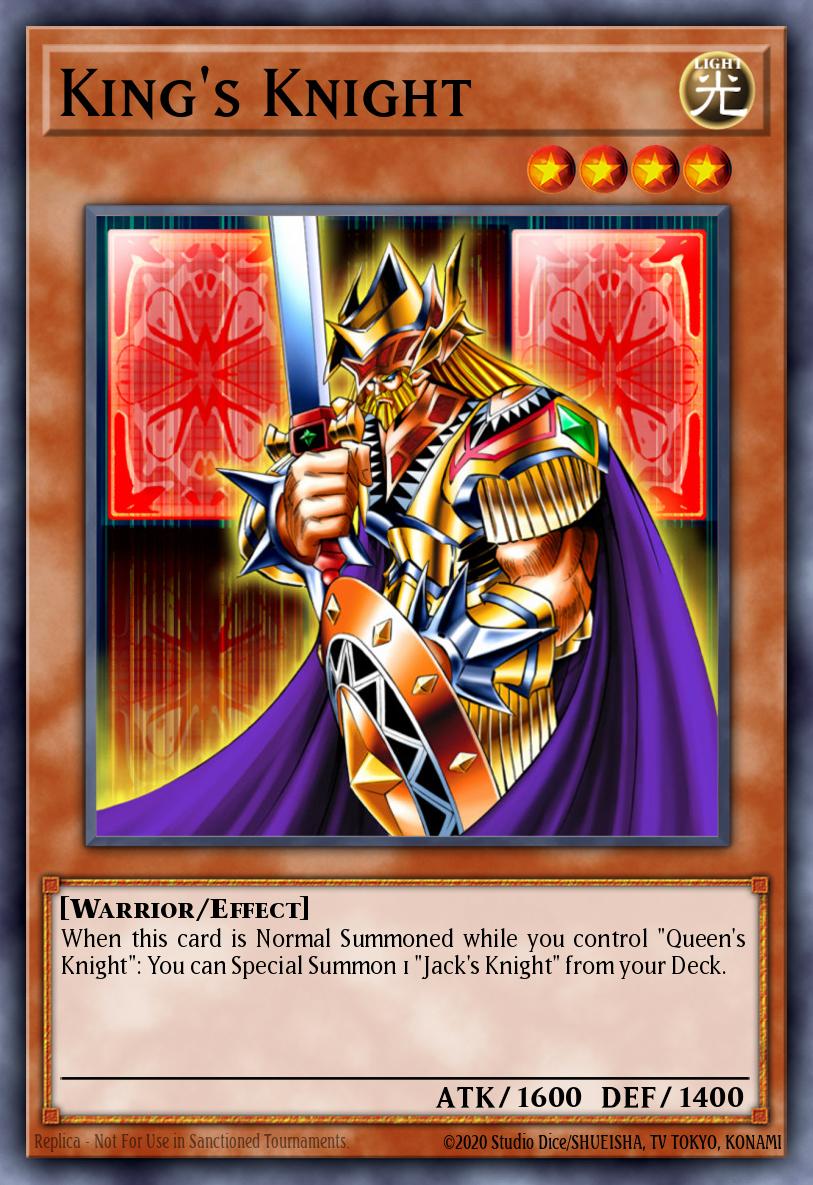 King's Knight
LIGHT
光
[Warrior/Effect]
When this card is Normal Summoned while you control "Queen's
Knight": You can Special Summon 1 "Jack's Knight" from your Deck.
ATK/1600 DEF/1400
Replica - Not For Use in Sanctioned Tournaments.
©2020 Studio Dice/SHUEISHA, TV TOKYO, KONAMI